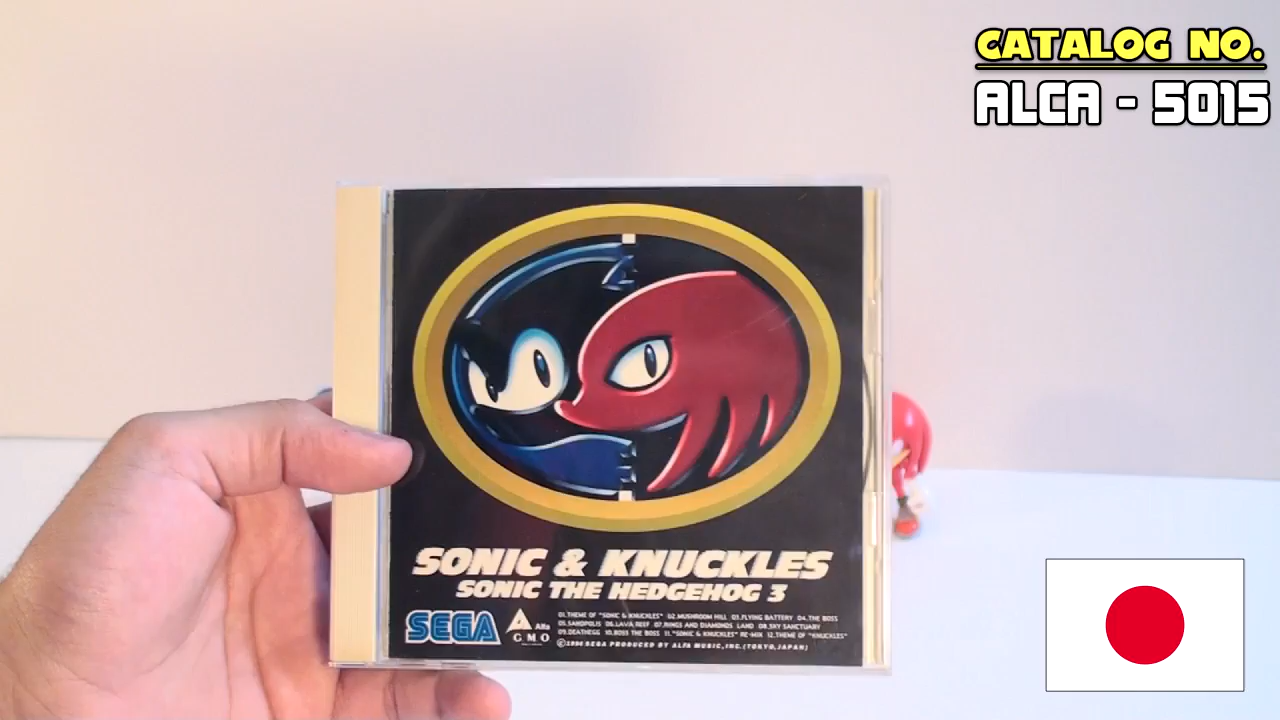 CATALOG NO.
ALCA - 5015
SONIC & KNUCKLES
SONIC THE HEDGEHOG 3
SEGA
Alfa
GMO
01.THEME OF "SONIC & KNUCKLES" 02.MUSHROOM HILL 03.FLYING BATTERY 04.THE BOSS
05.SANDPOLIS 06.LAVA REEF 07.RINGS AND DIAMONDS LAND 08.SKY SANCTUARY
09.DEATHEGG 10.BOSS THE BOSS 11."SONIC & KNUCKLES" RE-MIX 12.THEME OF "KNUCKLES"
©1994 SEGA PRODUCED BY ALFA MUSIC, INC.(TOKYO,JAPAN)